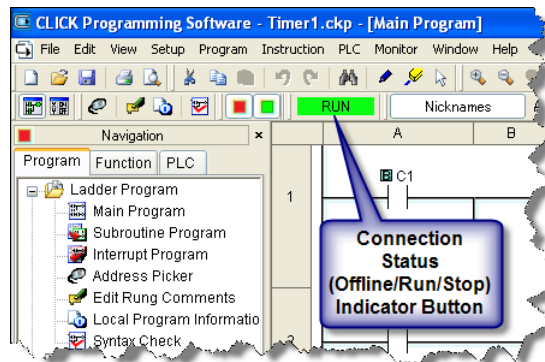 CLICK Programming Software - Timer1.ckp - [Main Program]
File Edit View Setup Program Instruction PLC Monitor Window Help
RUN Nicknames
Navigation × A B
Program Function PLC
Ladder Program
Main Program
Subroutine Program
Interrupt Program
Address Picker
Edit Rung Comments
Local Program Informatio
Syntax Check
1
C1
Connection
Status
(Offline/Run/Stop)
Indicator Button
2